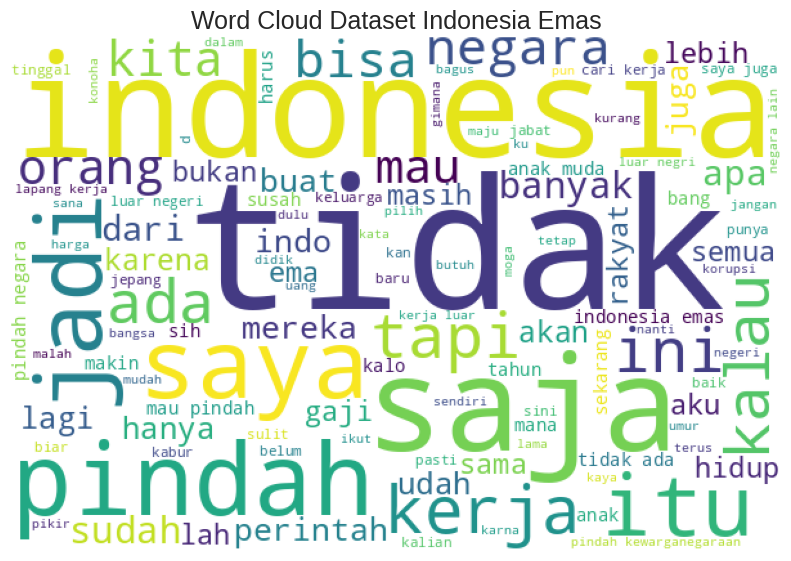 Word Cloud Dataset Indonesia Emas
tinggal
kita
dalam
bisa
negara
lebih
konoha
harus
bagus
gimana
pun
cari kerja
saya juga
juga
indonesia
kurang
negara lain
d
maju
jabat
ku
orang
bukan
buat
mau
anak muda
luar negri
apa
lapang kerja
keluarga
banyak
sana
luar negeri
susah
masih
bang
jangan
jadi
harga
dari
dulu
pilih
tidak
punya
indo
kata
kan
tetap
rakyat
semua
karena
didik
butuh
moga
korupsi
pindah negara
jepang
ema
uang
baru
ada
kerja luar
indonesia emas
nanti
kalau
bangsa
sih
mereka
tapi
akan
ini
negeri
malah
makin
mudah
saya
kalo
tahun
sekarang
baik
saja
mau pindah
gaji
sendiri
sini
aku
umur
lagi
hanya
sulit
ikut
mana
lama
biar
kabur
belum
pasti
sama
tidak ada
terus
pindah
udah
kaya
hidup
kerja
anak
itu
pikir
sudah
lah
perintah
karna
kalian
pindah kewarganegaraan